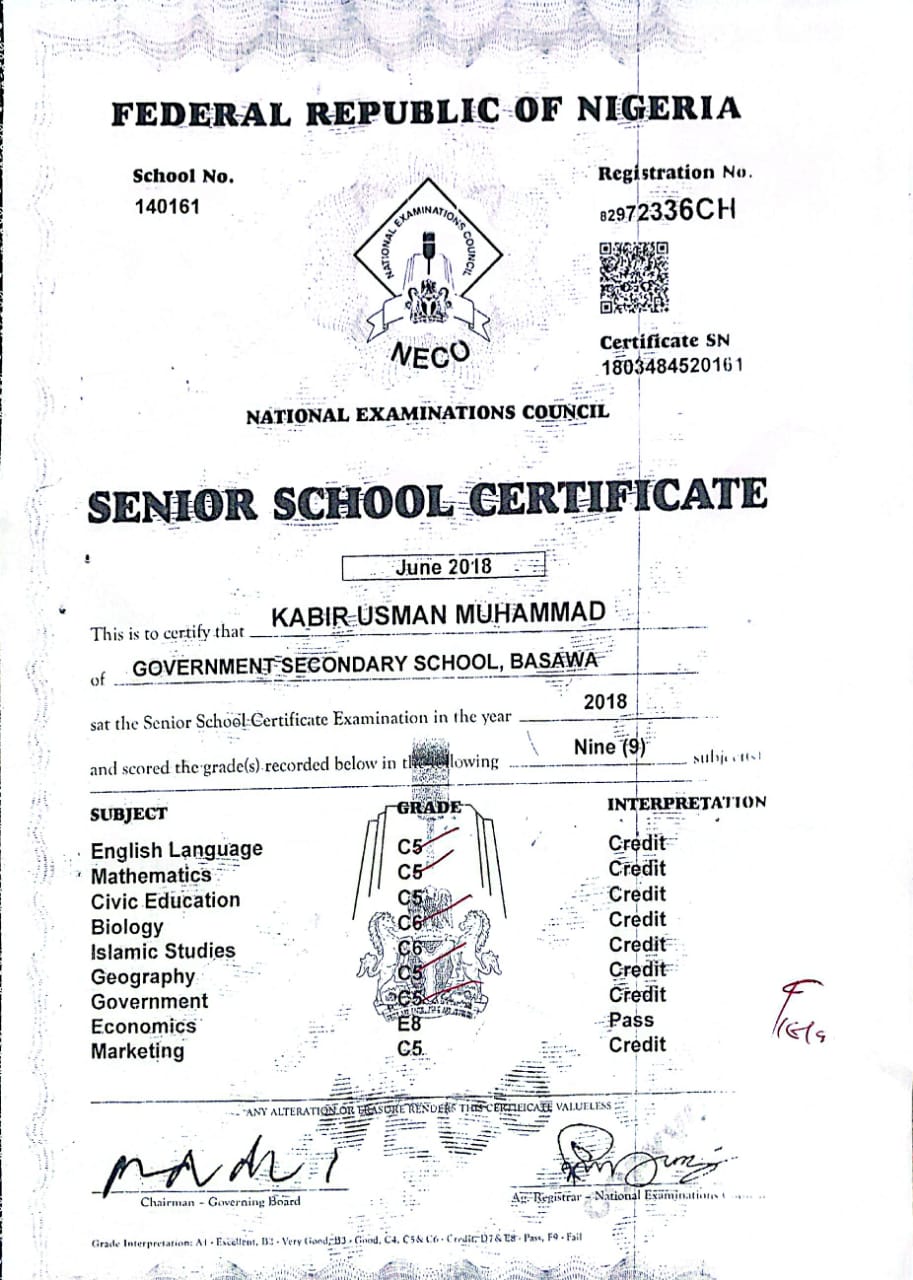 FEDERAL REPUBLIC OF NIGERIA
School No.
140161
Registration No.
82972336CH
NATIONAL EXAMINATIONS COUNCIL
NECO
Certificate SN
1803484520161
NATIONAL EXAMINATIONS COUNCIL
SENIOR SCHOOL CERTIFICATE
June 2018
This is to certify that KABIR USMAN MUHAMMAD
of GOVERNMENT SECONDARY SCHOOL, BASAWA
sat the Senior School Certificate Examination in the year 2018
and scored the grade(s) recorded below in the following Nine (9) subject(s)
SUBJECT GRADE INTERPRETATION
English Language C5 Credit
Mathematics C5 Credit
Civic Education C5 Credit
Biology C6 Credit
Islamic Studies C6 Credit
Geography C5 Credit
Government C5 Credit
Economics E8 Pass
Marketing C5 Credit
ANY ALTERATION OR ERASURE RENDERS THIS CERTIFICATE VALUELESS
Chairman - Governing Board
Ag. Registrar - National Examinations
Grade Interpretation: A1 - Excellent, B2 - Very Good, B3 - Good, C4, C5 & C6 - Credit, D7 & E8 - Pass, F9 - Fail